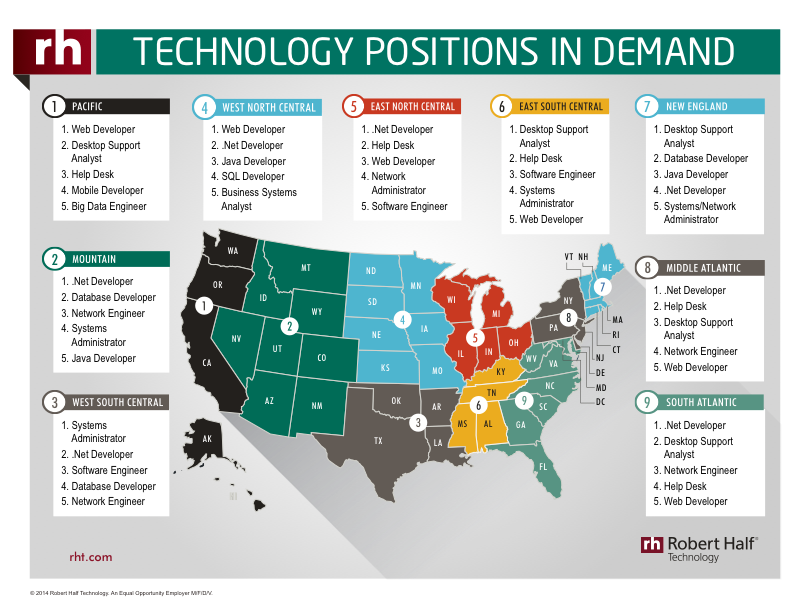 rh
TECHNOLOGY POSITIONS IN DEMAND
1 PACIFIC
1. Web Developer
2. Desktop Support
Analyst
3. Help Desk
4. Mobile Developer
5. Big Data Engineer
4 WEST NORTH CENTRAL
1. Web Developer
2. .Net Developer
3. Java Developer
4. SQL Developer
5. Business Systems
Analyst
5 EAST NORTH CENTRAL
1. .Net Developer
2. Help Desk
3. Web Developer
4. Network
Administrator
5. Software Engineer
6 EAST SOUTH CENTRAL
1. Desktop Support
Analyst
2. Help Desk
3. Software Engineer
4. Systems
Administrator
5. Web Developer
7 NEW ENGLAND
1. Desktop Support
Analyst
2. Database Developer
3. Java Developer
4. .Net Developer
5. Systems/Network
Administrator
2 MOUNTAIN
1. .Net Developer
2. Database Developer
3. Network Engineer
4. Systems
Administrator
5. Java Developer
3 WEST SOUTH CENTRAL
1. Systems
Administrator
2. .Net Developer
3. Software Engineer
4. Database Developer
5. Network Engineer
8 MIDDLE ATLANTIC
1. .Net Developer
2. Help Desk
3. Desktop Support
Analyst
4. Network Engineer
5. Web Developer
9 SOUTH ATLANTIC
1. .Net Developer
2. Desktop Support
Analyst
3. Network Engineer
4. Help Desk
5. Web Developer
WA
OR
1
CA
AK
HI
MT
ID
WY
2
NV
UT
CO
AZ
NM
ND
MN
SD
4
NE
IA
KS
MO
OK
AR
3
TX
LA
WI
MI
5
IL
IN
OH
KY
TN
6
MS
AL
9
WV
VA
NC
SC
GA
FL
NY
8
PA
VT
NH
ME
7
MA
RI
CT
NJ
DE
MD
DC
rht.com
rh Robert Half®
Technology
© 2014 Robert Half Technology. An Equal Opportunity Employer M/F/D/V.